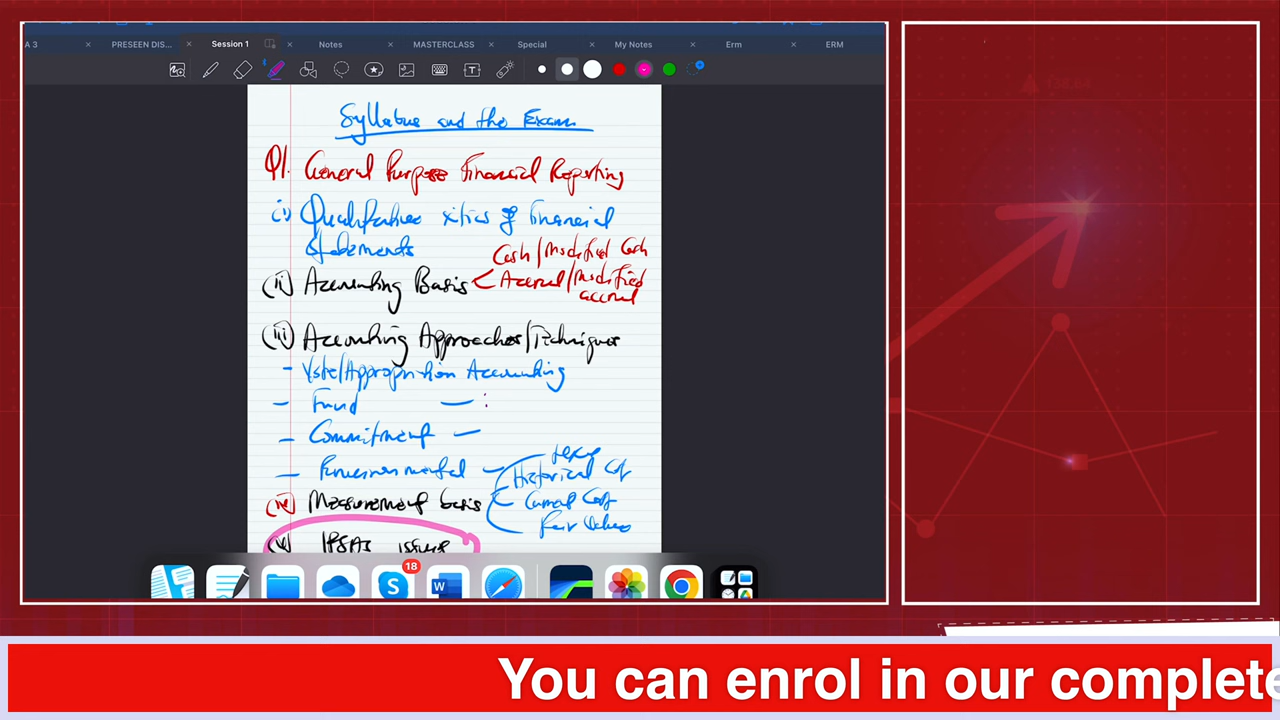 A 3 PRESEEN DIS... Session 1 Notes MASTERCLASS Special My Notes Erm ERM
Syllabus and the Exam
Q1. General Purpose Financial Reporting
(i) Qualitative xtics of Financial
Statements
Cash/Modified Cash
(ii) Accounting Basis < Accrual/Modified
accrual
(iii) Accounting Approaches/Techniques
- Vote/Appropriation Accounting
- Fund —
- Commitment —
-
Historical Cost
(iv) Measurement basis Current Cost
Fair Values
(v) IPSAS issues
18
You can enrol in our complete